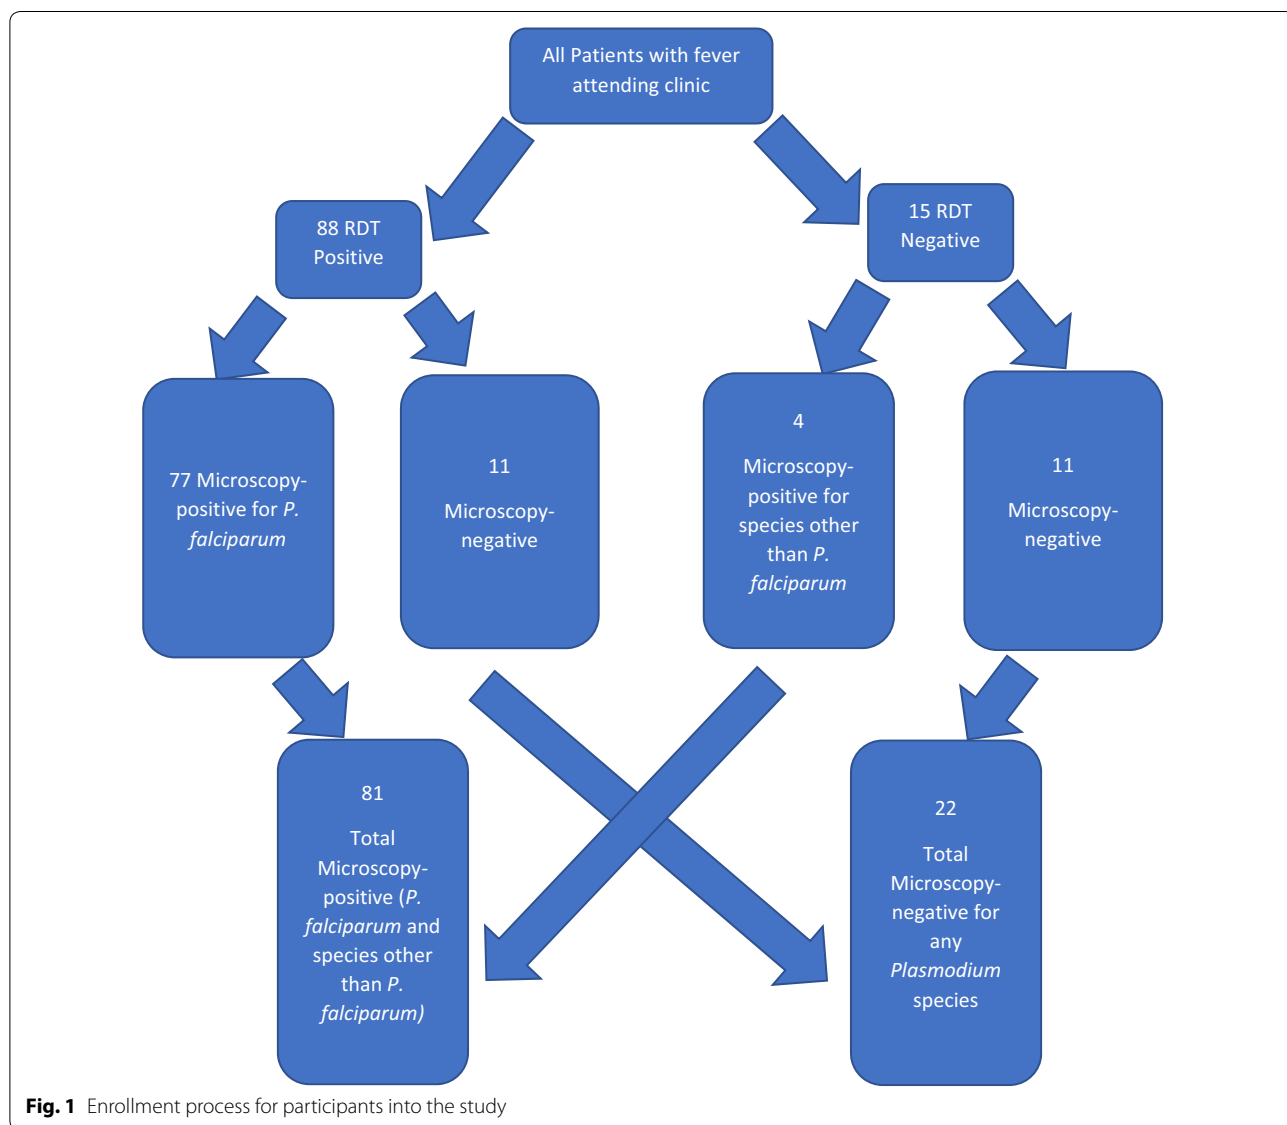 All Patients with fever
attending clinic
88 RDT
Positive
15 RDT
Negative
77 Microscopy-
positive for P.
falciparum
11
Microscopy-
negative
4
Microscopy-
positive for
species other
than P.
falciparum
11
Microscopy-
negative
81
Total
Microscopy-
positive (P.
falciparum and
species other
than P.
falciparum)
22
Total
Microscopy-
negative for
any
Plasmodium
species
Fig. 1 Enrollment process for participants into the study